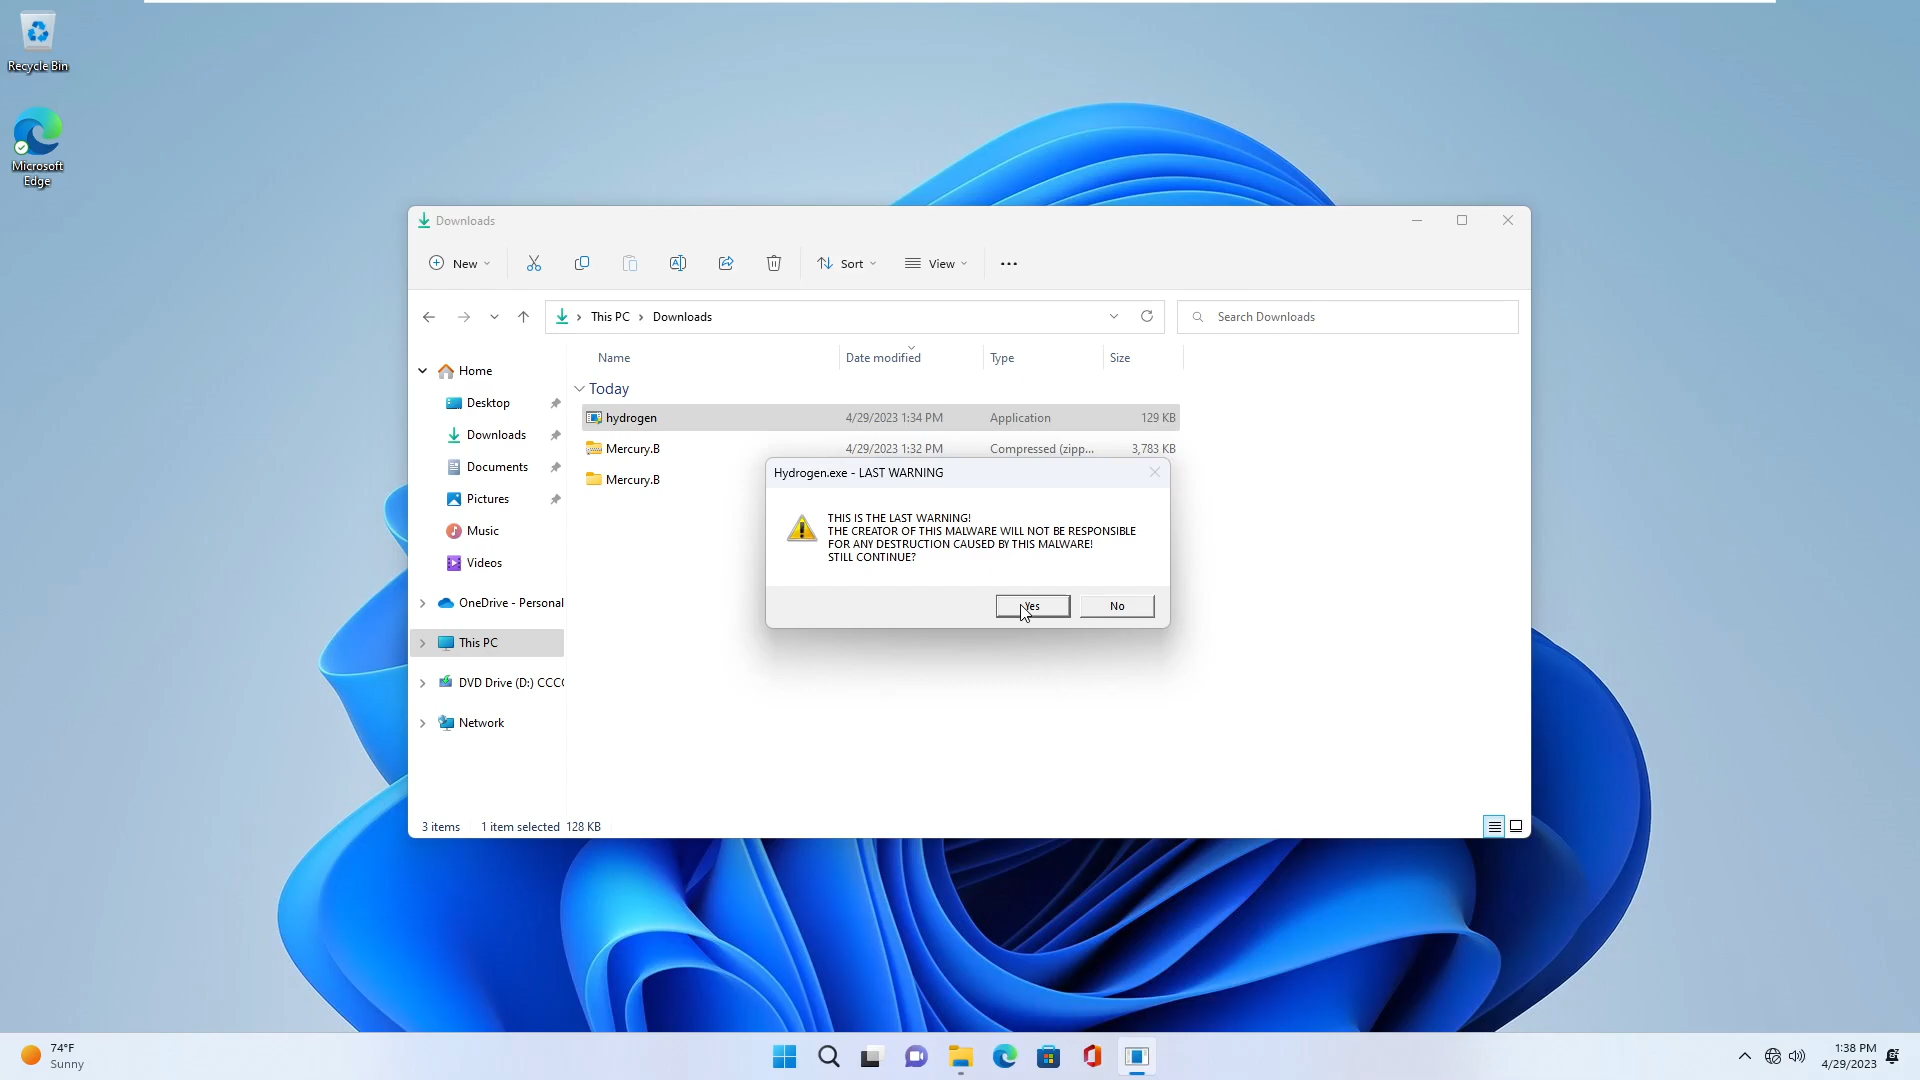 Recycle Bin
Microsoft
Edge
Downloads
New
Sort
View
This PC
Downloads
Search Downloads
Name
Date modified
Type
Size
Home
Desktop
Downloads
Documents
Pictures
Music
Videos
OneDrive - Personal
This PC
DVD Drive (D:) CCC
Network
Today
hydrogen
4/29/2023 1:34 PM
Application
129 KB
Mercury.B
4/29/2023 1:32 PM
Compressed (zipp...
3,783 KB
Mercury.B
Hydrogen.exe - LAST WARNING
THIS IS THE LAST WARNING!
THE CREATOR OF THIS MALWARE WILL NOT BE RESPONSIBLE
FOR ANY DESTRUCTION CAUSED BY THIS MALWARE!
STILL CONTINUE?
Yes
No
3 items
1 item selected 128 KB
74°F
Sunny
1:38 PM
4/29/2023